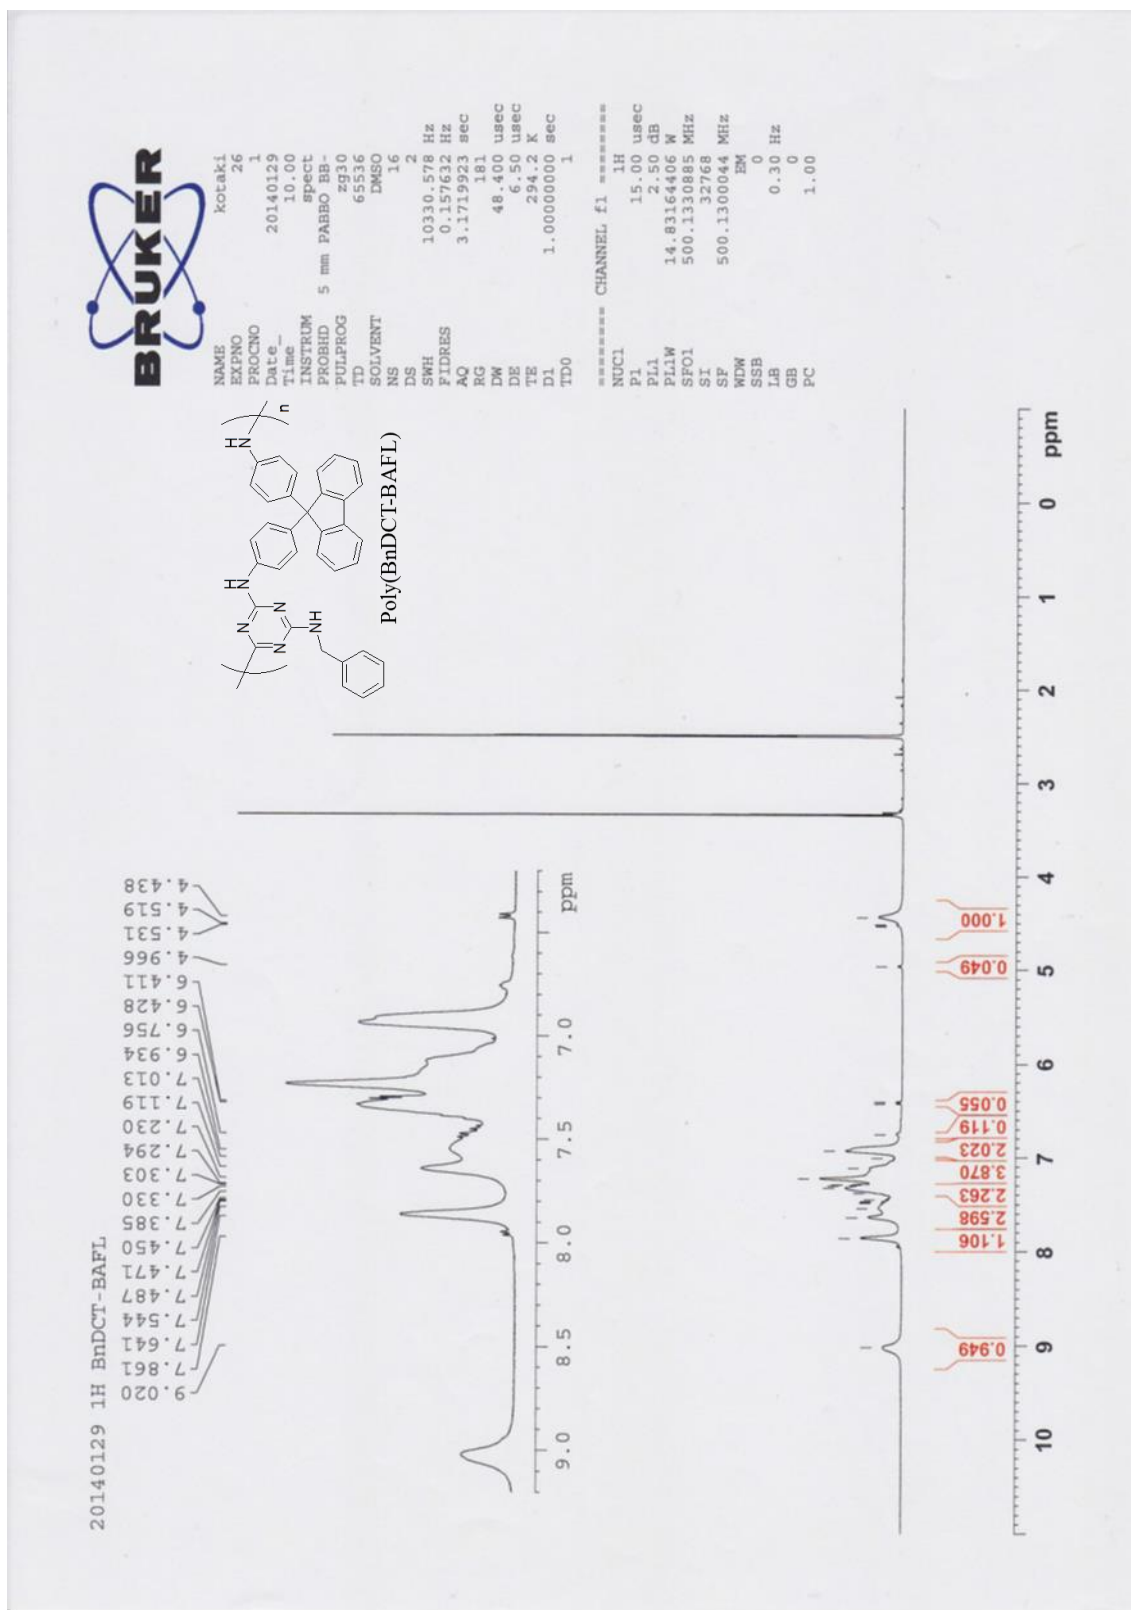 20140129 1H BnDCT-BAFL
9.020
7.861
7.641
7.544
7.487
7.471
7.450
7.385
7.330
7.303
7.294
7.230
7.119
7.013
6.934
6.756
6.428
6.411
4.966
4.531
4.519
4.438
BRUKER
NAME kotaki
EXPNO 26
PROCNO 1
Date_ 20140129
Time 10.00
INSTRUM spect
PROBHD 5 mm PABBO BB-
PULPROG zg30
TD 65536
SOLVENT DMSO
NS 16
DS 2
SWH 10330.578 Hz
FIDRES 0.157632 Hz
AQ 3.1719923 sec
RG 181
DW 48.400 usec
DE 6.50 usec
TE 294.2 K
D1 1.00000000 sec
TD0 1
======== CHANNEL f1 ========
NUC1 1H
P1 15.00 usec
PL1 2.50 dB
PL1W 14.83164406 W
SFO1 500.1330885 MHz
SI 32768
SF 500.1300044 MHz
WDW EM
SSB 0
LB 0.30 Hz
GB 0
PC 1.00
N N N
HN HN NH
n
Poly(BnDCT-BAFL)
9.0 8.5 8.0 7.5 7.0 ppm
0.949 1.106 2.598 2.263 3.870 2.023 0.119 0.055 0.049 1.000
10 9 8 7 6 5 4 3 2 1 0 ppm